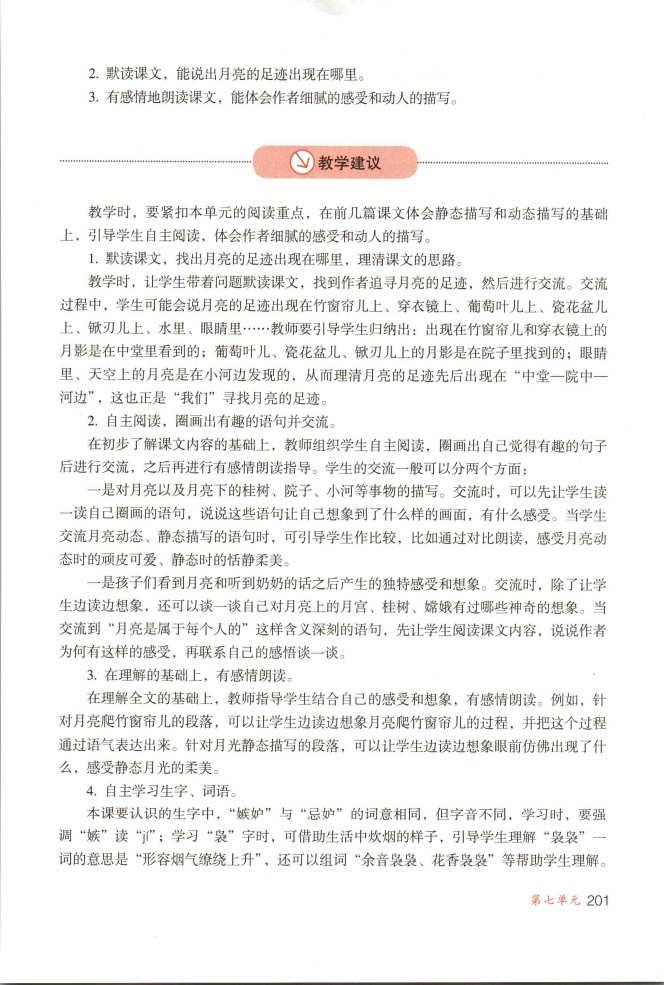 2. 默读课文，能说出月亮的足迹出现在哪里。
3. 有感情地朗读课文，能体会作者细腻的感受和动人的描写。
教学建议
教学时，要紧扣本单元的阅读重点，在前几篇课文体会静态描写和动态描写的基础
上，引导学生自主阅读，体会作者细腻的感受和动人的描写。
1. 默读课文，找出月亮的足迹出现在哪里，理清课文的思路。
教学时，让学生带着问题默读课文，找到作者追寻月亮的足迹，然后进行交流。交流
过程中，学生可能会说月亮的足迹出现在竹窗帘儿上、穿衣镜上、葡萄叶儿上、瓷花盆儿
上、锨刃儿上、水里、眼睛里……教师要引导学生归纳出：出现在竹窗帘儿和穿衣镜上的
月影是在中堂里看到的；葡萄叶儿、瓷花盆儿、锨刃儿上的月影是在院子里找到的；眼睛
里、天空上的月亮是在小河边发现的，从而理清月亮的足迹先后出现在“中堂—院中—
河边”，这也正是“我们”寻找月亮的足迹。
2. 自主阅读，圈画出有趣的语句并交流。
在初步了解课文内容的基础上，教师组织学生自主阅读，圈画出自己觉得有趣的句子
后进行交流，之后再进行有感情朗读指导。学生的交流一般可以分两个方面：
一是对月亮以及月亮下的桂树、院子、小河等事物的描写。交流时，可以先让学生读
一读自己圈画的语句，说说这些语句让自己想象到了什么样的画面，有什么感受。当学生
交流月亮动态、静态描写的语句时，可引导学生作比较，比如通过对比朗读，感受月亮动
态时的顽皮可爱、静态时的恬静柔美。
一是孩子们看到月亮和听到奶奶的话之后产生的独特感受和想象。交流时，除了让学
生边读边想象，还可以谈一谈自己对月亮上的月宫、桂树、嫦娥有过哪些神奇的想象。当
交流到“月亮是属于每个人的”这样含义深刻的语句，先让学生阅读课文内容，说说作者
为何有这样的感受，再联系自己的感悟谈一谈。
3. 在理解的基础上，有感情朗读。
在理解全文的基础上，教师指导学生结合自己的感受和想象，有感情朗读。例如，针
对月亮爬竹窗帘儿的段落，可以让学生边读边想象月亮爬竹窗帘儿的过程，并把这个过程
通过语气表达出来。针对月光静态描写的段落，可以让学生边读边想象眼前仿佛出现了什
么，感受静态月光的柔美。
4. 自主学习生字、词语。
本课要认识的生字中，“嫉妒”与“忌妒”的词意相同，但字音不同，学习时，要强
调“嫉”读“jí”；学习“袅”字时，可借助生活中炊烟的样子，引导学生理解“袅袅”一
词的意思是“形容烟气缭绕上升”，还可以组词“余音袅袅、花香袅袅”等帮助学生理解。
第七单元 201